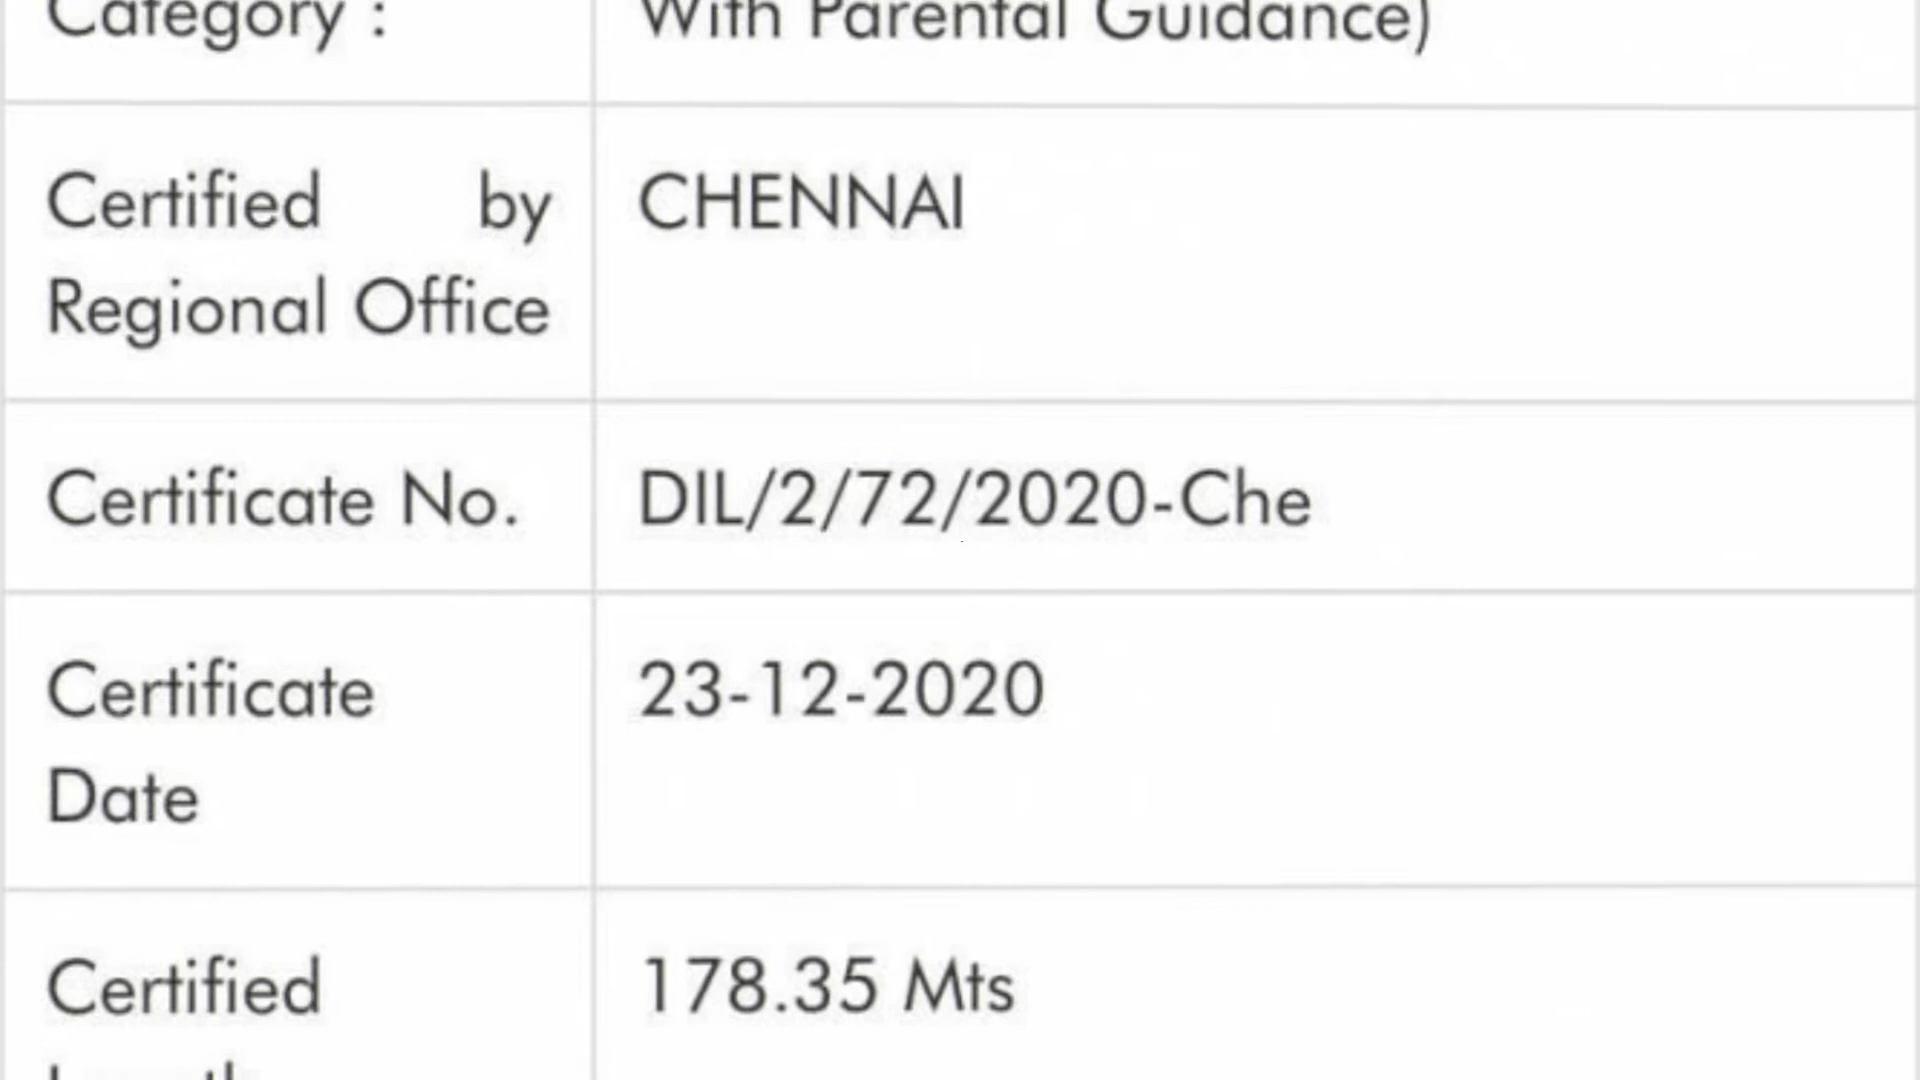 Category : With Parental Guidance)
Certified by CHENNAI
Regional Office
Certificate No. DIL/2/72/2020-Che
Certificate 23-12-2020
Date
Certified 178.35 Mts
Length